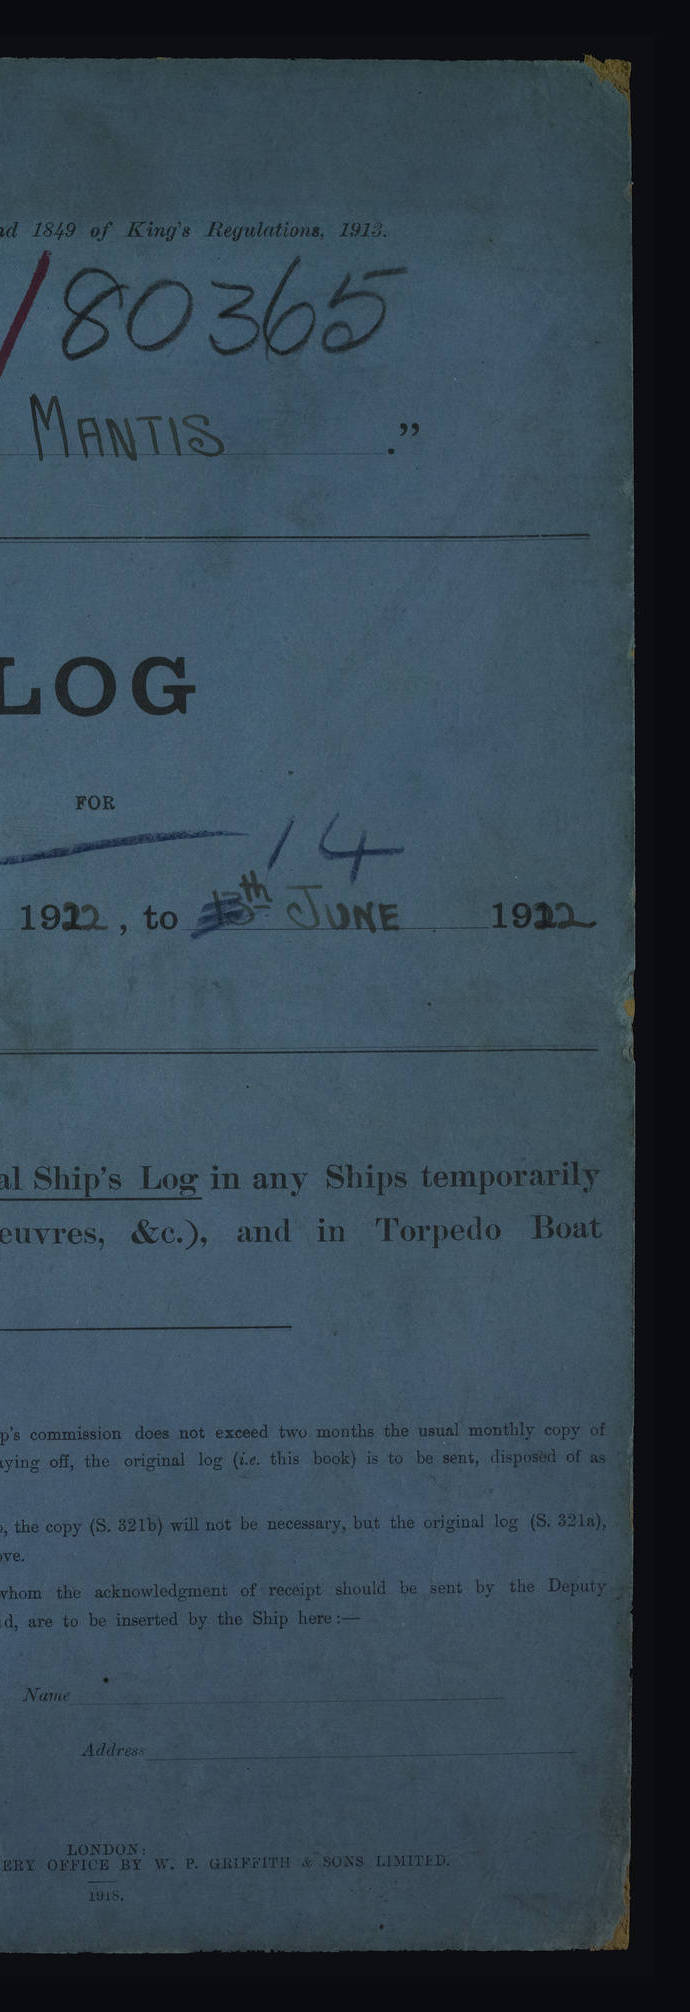 nd 1849 of King's Regulations, 1913.
/80365
MANTIS ."
LOG
FOR
14
1922, to 13th JUNE 1922
al Ship's Log in any Ships temporarily
euvres, &c.), and in Torpedo Boat
p's commission does not exceed two months the usual monthly copy of
aying off, the original log (i.e. this book) is to be sent, disposed of as
, the copy (S. 321b) will not be necessary, but the original log (S. 321a),
ove.
whom the acknowledgment of receipt should be sent by the Deputy
d, are to be inserted by the Ship here:—
Name
Address
LONDON:
ERY OFFICE BY W. P. GRIFFITH & SONS LIMITED.
1918.